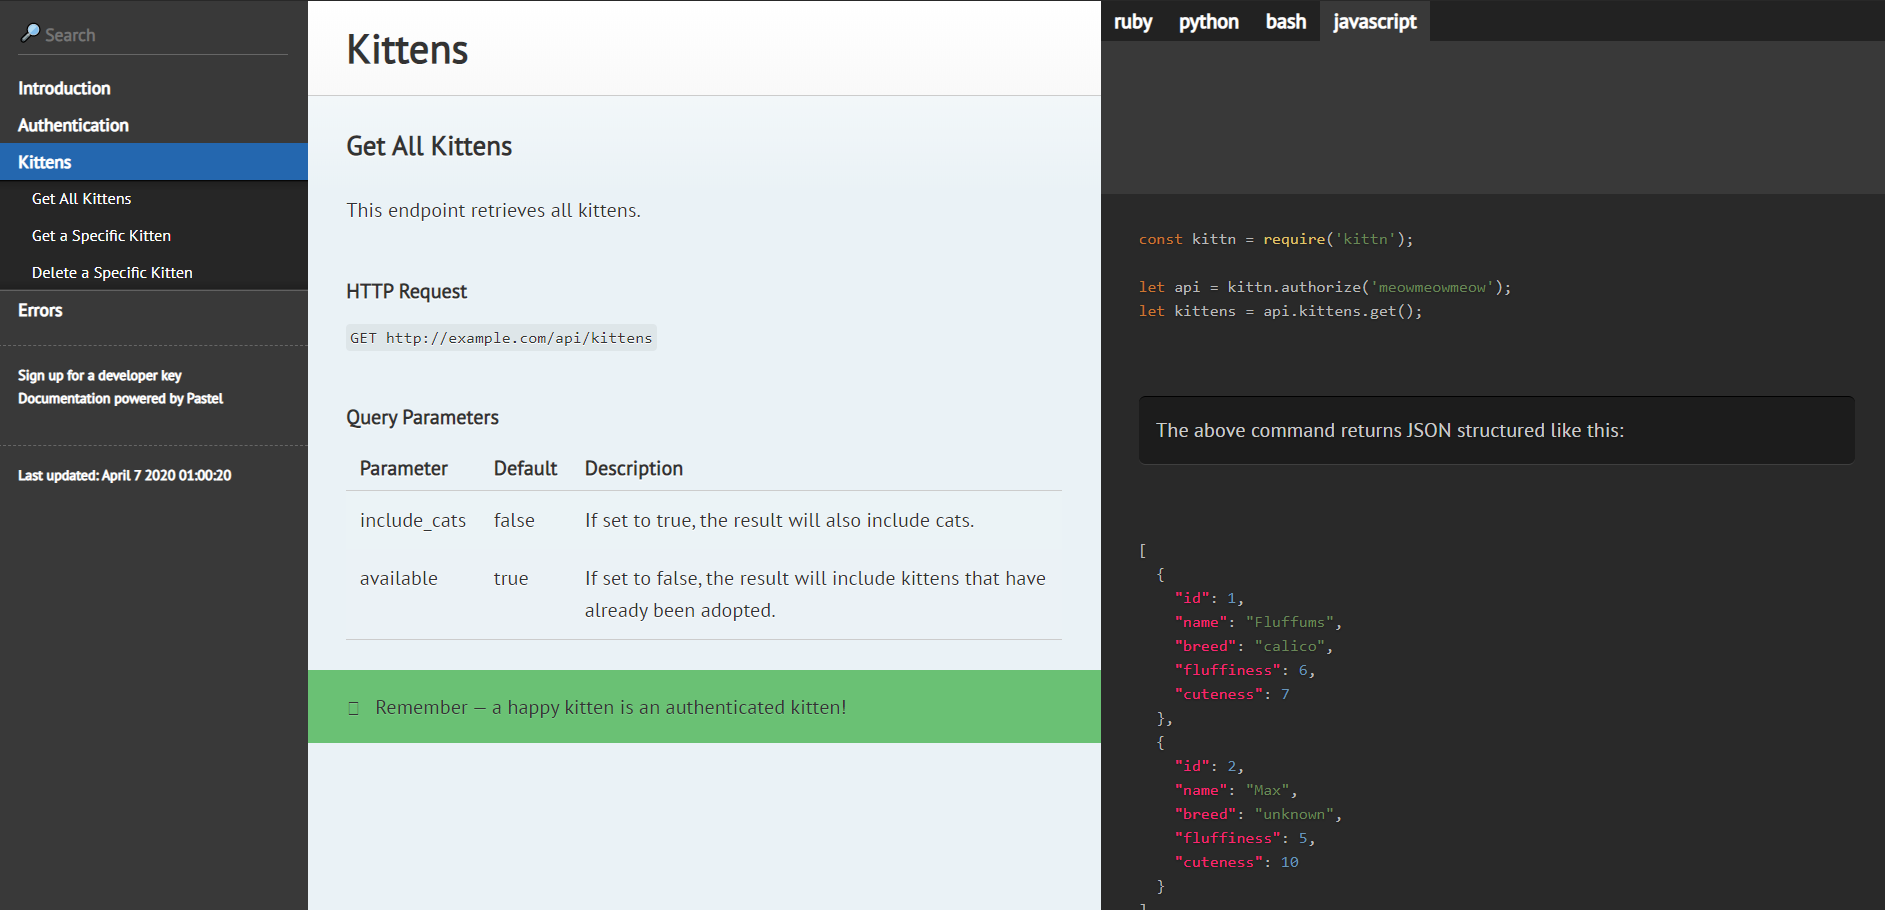 Search
Introduction
Authentication
Kittens
Get All Kittens
Get a Specific Kitten
Delete a Specific Kitten
Errors
Sign up for a developer key
Documentation powered by Pastel
Last updated: April 7 2020 01:00:20
Kittens
Get All Kittens
This endpoint retrieves all kittens.
HTTP Request
GET http://example.com/api/kittens
Query Parameters
Parameter Default Description
include_cats false If set to true, the result will also include cats.
available true If set to false, the result will include kittens that have
already been adopted.
Remember — a happy kitten is an authenticated kitten!
ruby python bash javascript
const kittn = require('kittn');
let api = kittn.authorize('meowmeowmeow');
let kittens = api.kittens.get();
The above command returns JSON structured like this:
[
{
"id": 1,
"name": "Fluffums",
"breed": "calico",
"fluffiness": 6,
"cuteness": 7
},
{
"id": 2,
"name": "Max",
"breed": "unknown",
"fluffiness": 5,
"cuteness": 10
}
]